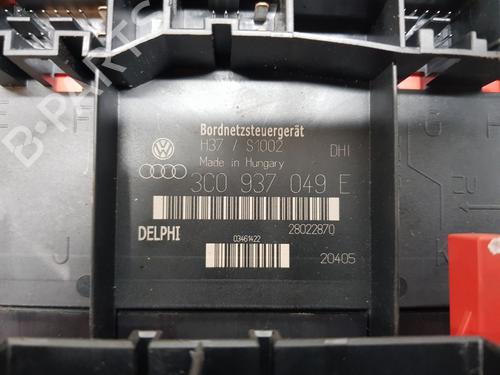 B-PARTS
Bordnetzsteuergerät
H37 / S1002 DHI
Made in Hungary
3C0 937 049 E
DELPHI 28022870
03461422
20405
J
K